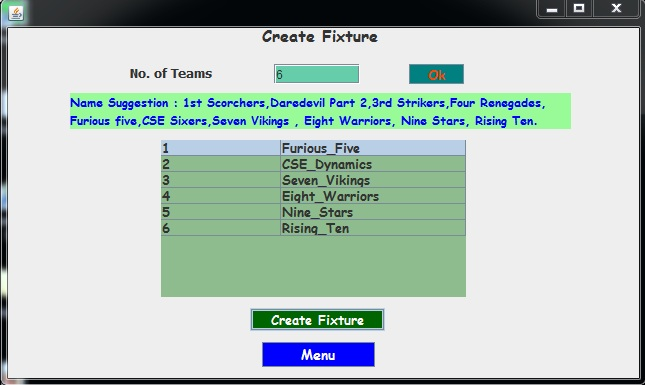 Create Fixture
No. of Teams 6 Ok
Name Suggestion : 1st Scorchers,Daredevil Part 2,3rd Strikers,Four Renegades,
Furious five,CSE Sixers,Seven Vikings , Eight Warriors, Nine Stars, Rising Ten.
1 Furious_Five
2 CSE_Dynamics
3 Seven_Vikings
4 Eight_Warriors
5 Nine_Stars
6 Rising_Ten
Create Fixture
Menu